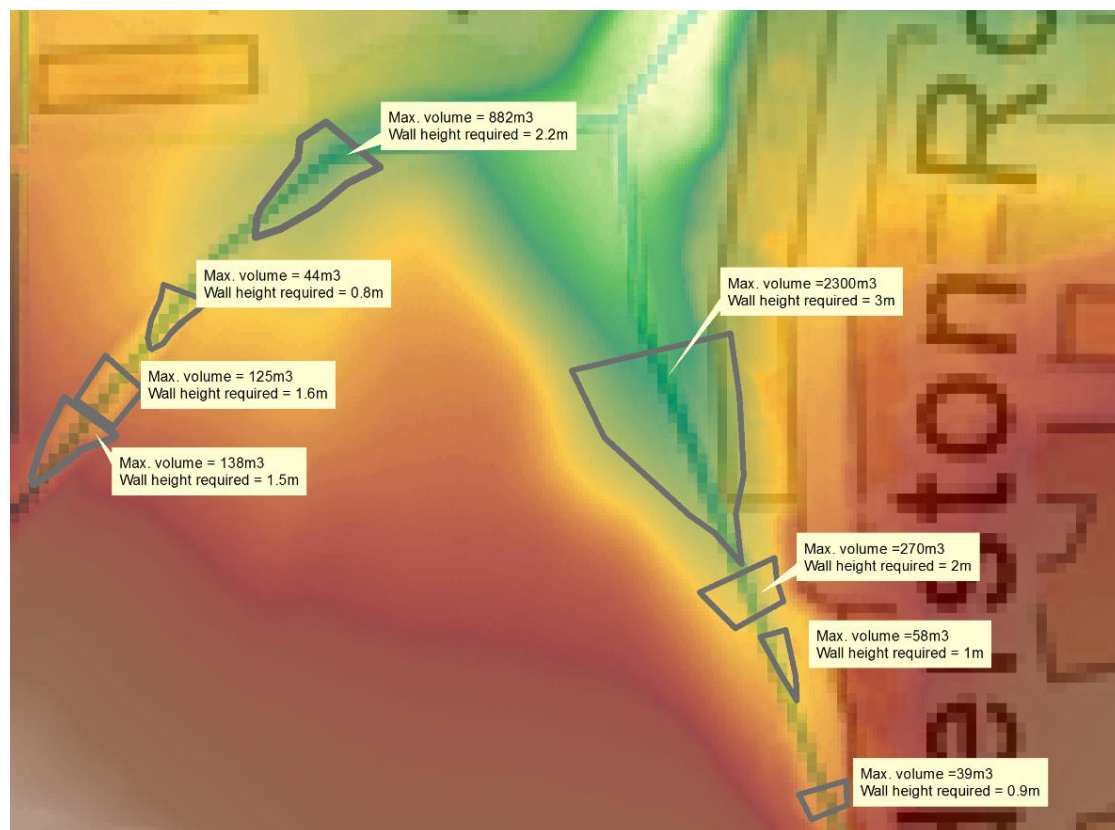 Max. volume = 882m3
Wall height required = 2.2m
Max. volume = 44m3
Wall height required = 0.8m
Max. volume =2300m3
Wall height required = 3m
Max. volume = 125m3
Wall height required = 1.6m
Max. volume = 138m3
Wall height required = 1.5m
Max. volume =270m3
Wall height required = 2m
Max. volume =58m3
Wall height required = 1m
Max. volume =39m3
Wall height required = 0.9m